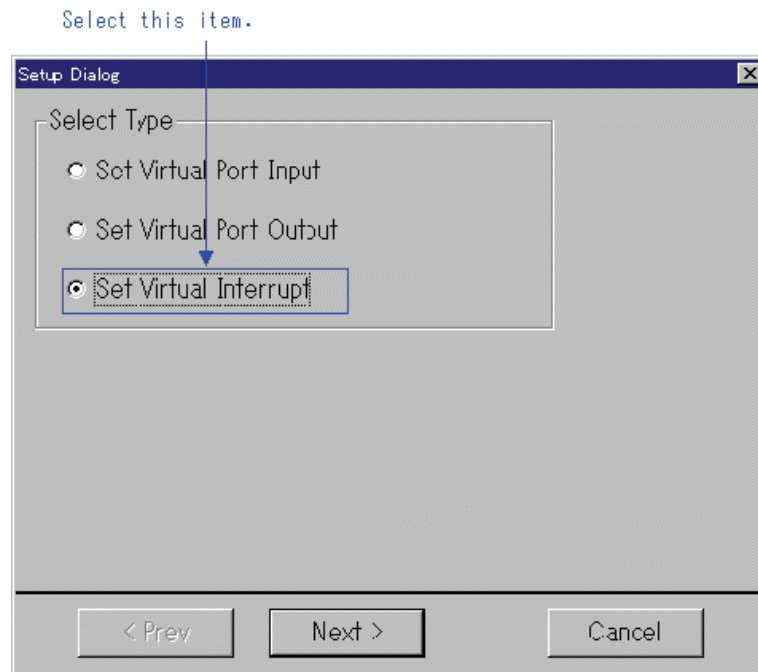 Select this item.
Setup Dialog
Select Type
Set Virtual Port Input
Set Virtual Port Output
Set Virtual Interrupt
< Prev
Next >
Cancel